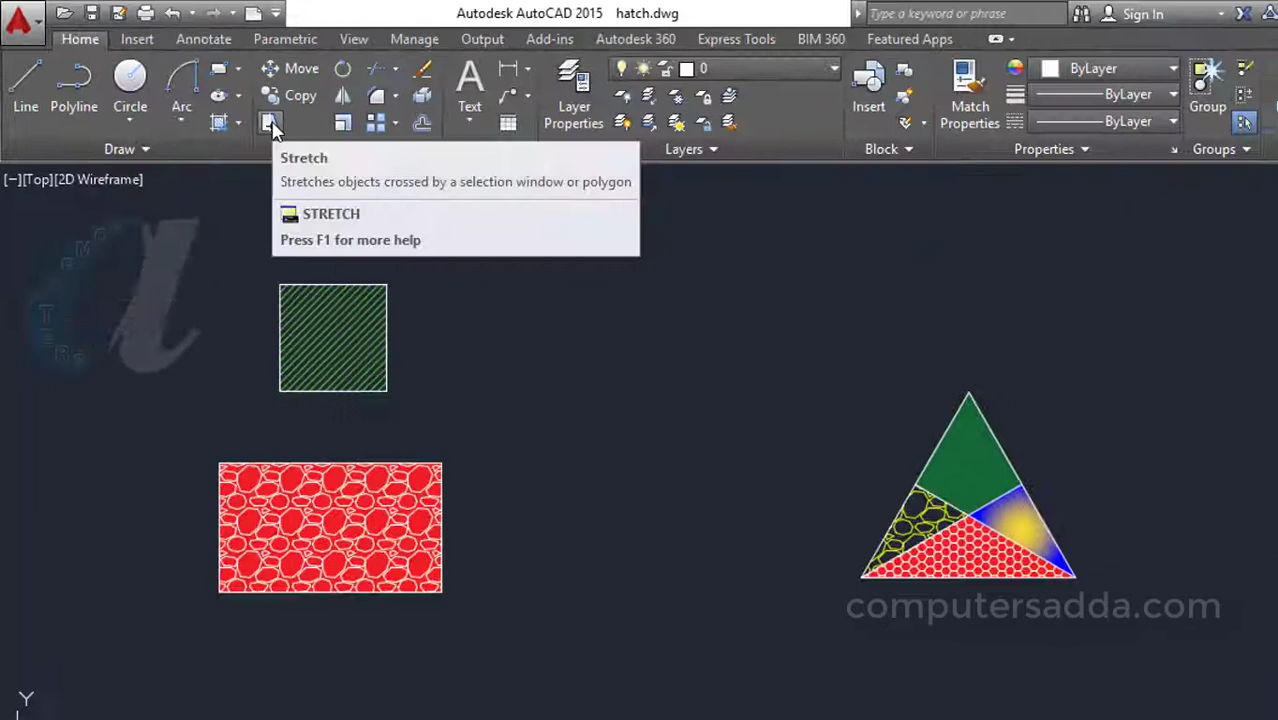 Autodesk AutoCAD 2015 hatch.dwg
Type a keyword or phrase
Sign In
Home Insert Annotate Parametric View Manage Output Add-ins Autodesk 360 Express Tools BIM 360 Featured Apps
Line Polyline Circle Arc
Move
Copy
Text
Layer
Properties
0
Insert
Match
Properties
ByLayer
ByLayer
ByLayer
Group
Draw
Layers
Block
Properties
Groups
Stretch
Stretches objects crossed by a selection window or polygon
STRETCH
Press F1 for more help
[−][Top][2D Wireframe]
computersadda.com
Y